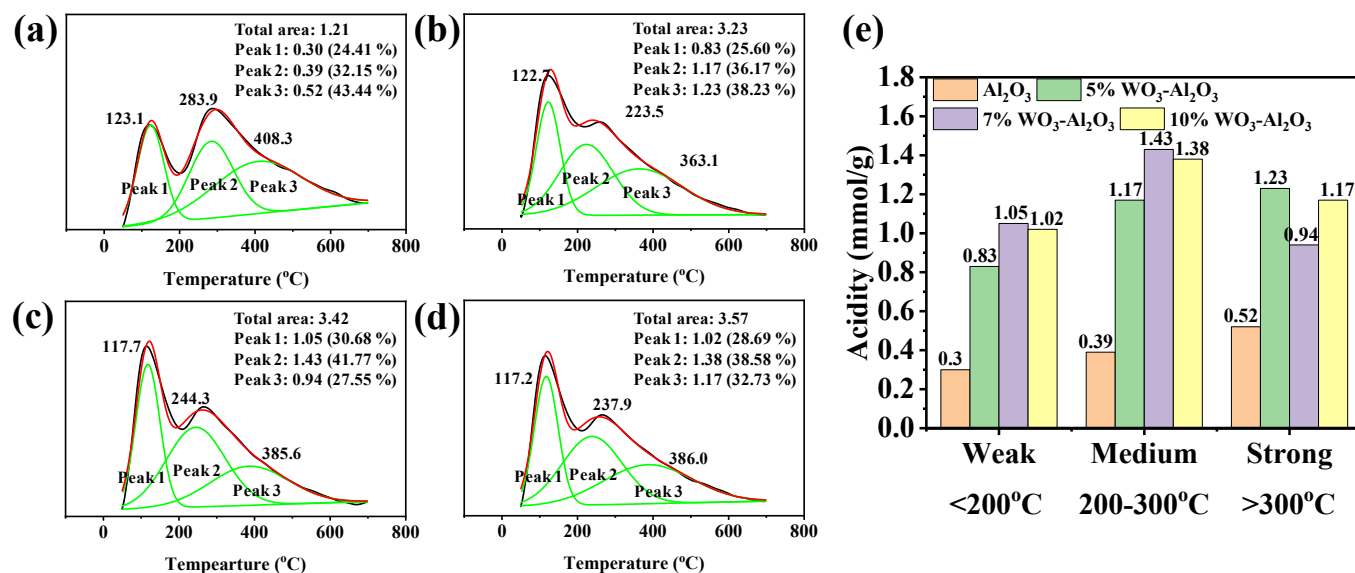 (a)
Total area: 1.21
Peak 1: 0.30 (24.41 %)
Peak 2: 0.39 (32.15 %)
Peak 3: 0.52 (43.44 %)
123.1
283.9
408.3
Peak 1
Peak 2
Peak 3
0 200 400 600 800
Temperature (°C)
(b)
Total area: 3.23
Peak 1: 0.83 (25.60 %)
Peak 2: 1.17 (36.17 %)
Peak 3: 1.23 (38.23 %)
122.7
223.5
363.1
Peak 1
Peak 2
Peak 3
0 200 400 600 800
Temperature (°C)
(c)
Total area: 3.42
Peak 1: 1.05 (30.68 %)
Peak 2: 1.43 (41.77 %)
Peak 3: 0.94 (27.55 %)
117.7
244.3
385.6
Peak 1
Peak 2
Peak 3
0 200 400 600 800
Tempearture (°C)
(d)
Total area: 3.57
Peak 1: 1.02 (28.69 %)
Peak 2: 1.38 (38.58 %)
Peak 3: 1.17 (32.73 %)
117.2
237.9
386.0
Peak 1
Peak 2
Peak 3
0 200 400 600 800
Temperature (°C)
(e)
Acidity (mmol/g)
1.8
1.6
1.4
1.2
1.0
0.8
0.6
0.4
0.2
0.0
Al₂O₃ 5% WO₃-Al₂O₃
7% WO₃-Al₂O₃ 10% WO₃-Al₂O₃
0.3 0.83 1.05 1.02
0.39 1.17 1.43 1.38
0.52 1.23 0.94 1.17
Weak Medium Strong
<200°C 200-300°C >300°C